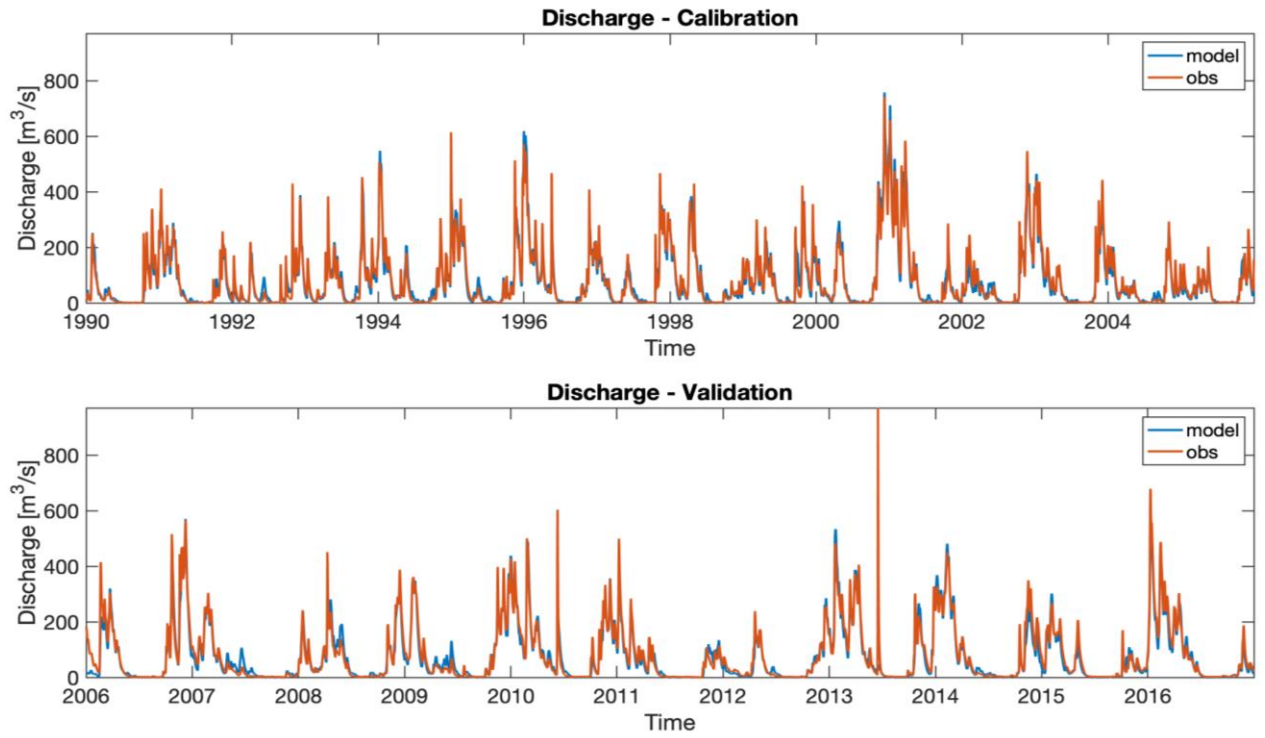 Discharge - Calibration
Discharge [m³/s]
800
600
400
200
0
model
obs
1990 1992 1994 1996 1998 2000 2002 2004
Time
Discharge - Validation
Discharge [m³/s]
800
600
400
200
0
model
obs
2006 2007 2008 2009 2010 2011 2012 2013 2014 2015 2016
Time